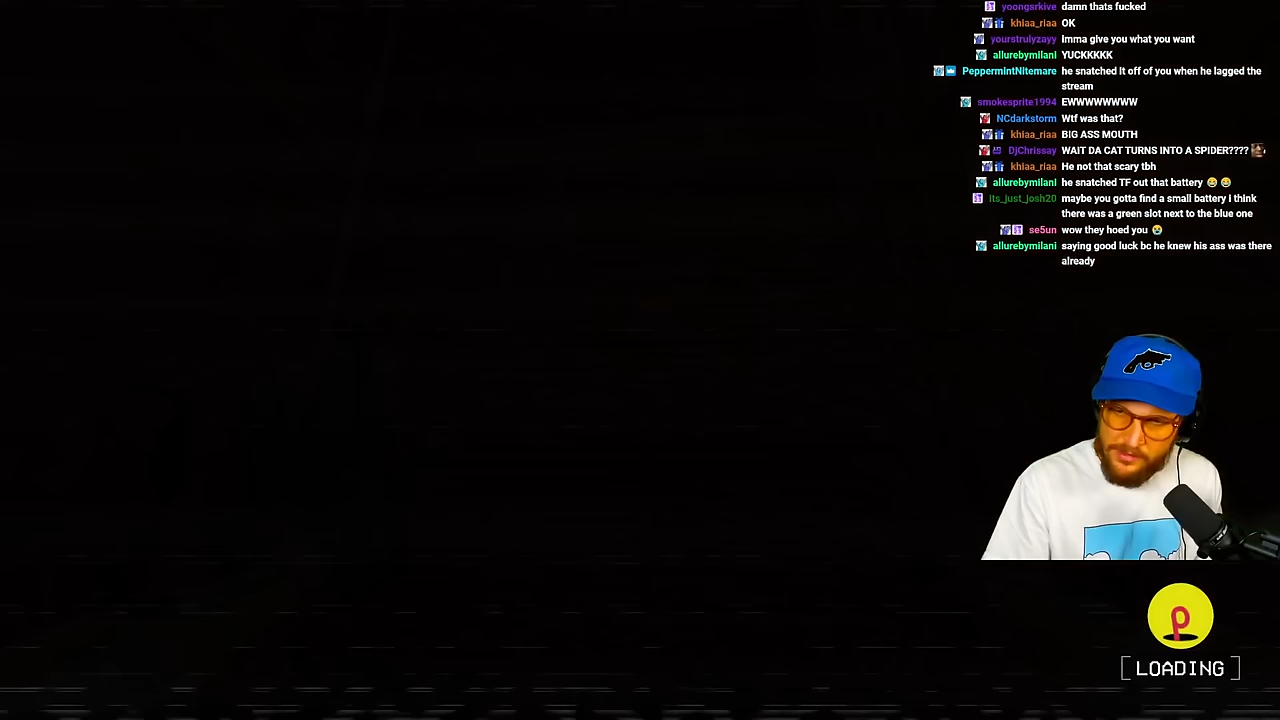 yoongsrkive damn thats fucked
khiaa_riaa OK
yourstrulyzayy Imma give you what you want
allurebymilani YUCKKKKK
PeppermintNitemare he snatched it off of you when he lagged the
stream
smokesprite1994 EWWWWWWWW
NCdarkstorm Wtf was that?
khiaa_riaa BIG ASS MOUTH
DjChrissay WAIT DA CAT TURNS INTO A SPIDER????
khiaa_riaa He not that scary tbh
allurebymilani he snatched TF out that battery 😂 😂
Its_just_josh20 maybe you gotta find a small battery i think
there was a green slot next to the blue one
se5un wow they hoed you 😭
allurebymilani saying good luck bc he knew his ass was there
already
p
[LOADING]